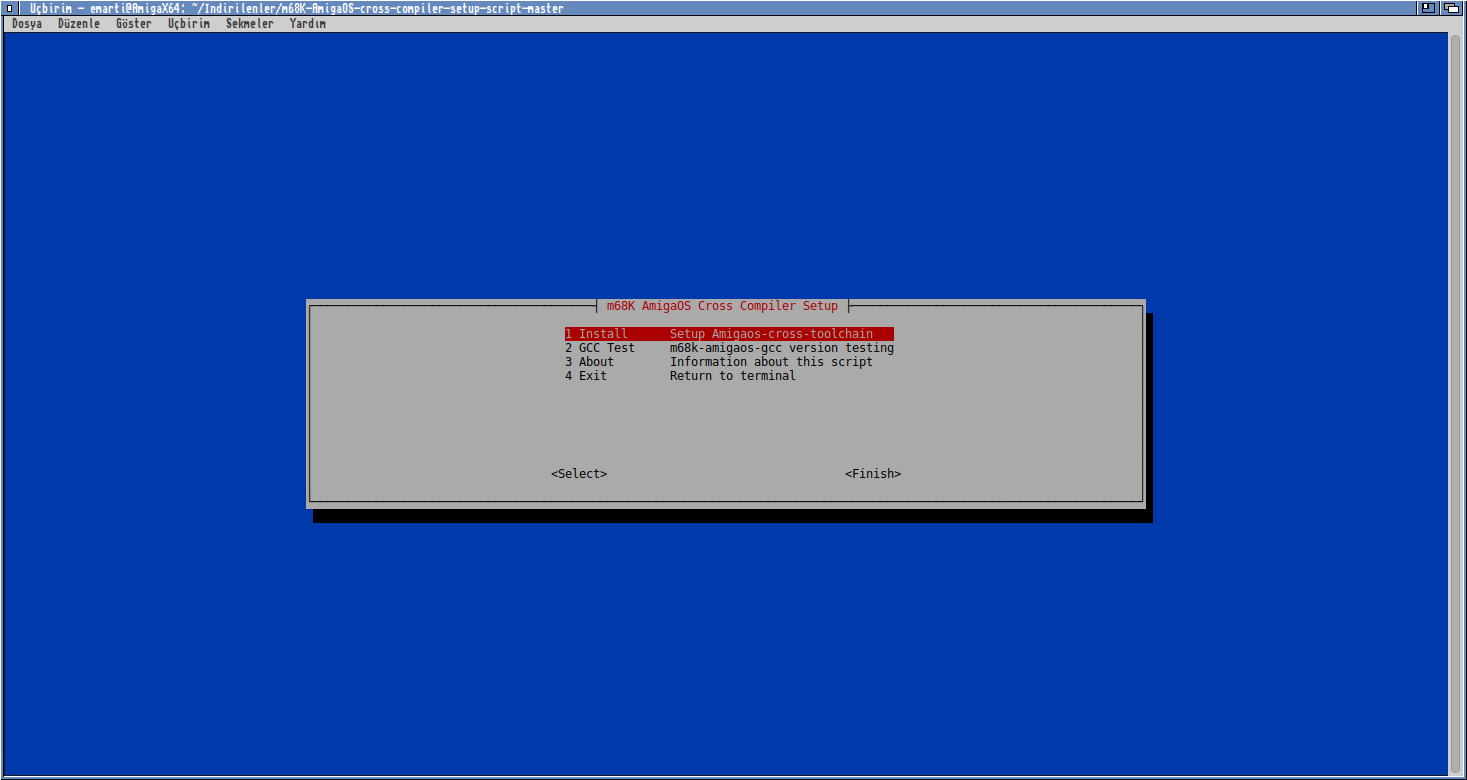 Uçbirim - emarti@AmigaX64: ~/Indirilenler/m68K-AmigaOS-cross-compiler-setup-script-master
Dosya Düzenle Göster Uçbirim Sekmeler Yardım
m68K AmigaOS Cross Compiler Setup
1 Install Setup Amigaos-cross-toolchain
2 GCC Test m68k-amigaos-gcc version testing
3 About Information about this script
4 Exit Return to terminal
<Select> <Finish>